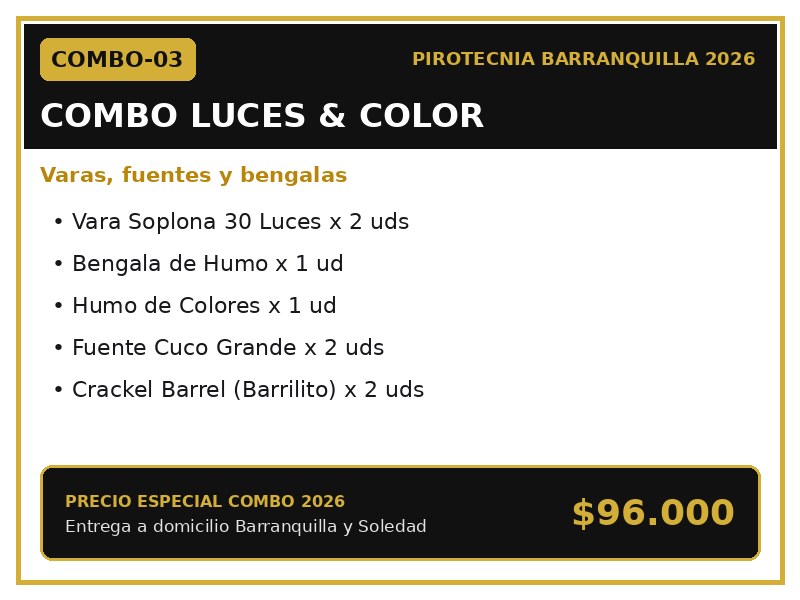 COMBO-03
PIROTECNIA BARRANQUILLA 2026
COMBO LUCES & COLOR
Varas, fuentes y bengalas
• Vara Soplona 30 Luces x 2 uds
• Bengala de Humo x 1 ud
• Humo de Colores x 1 ud
• Fuente Cuco Grande x 2 uds
• Crackel Barrel (Barrilito) x 2 uds
PRECIO ESPECIAL COMBO 2026
Entrega a domicilio Barranquilla y Soledad
$96.000